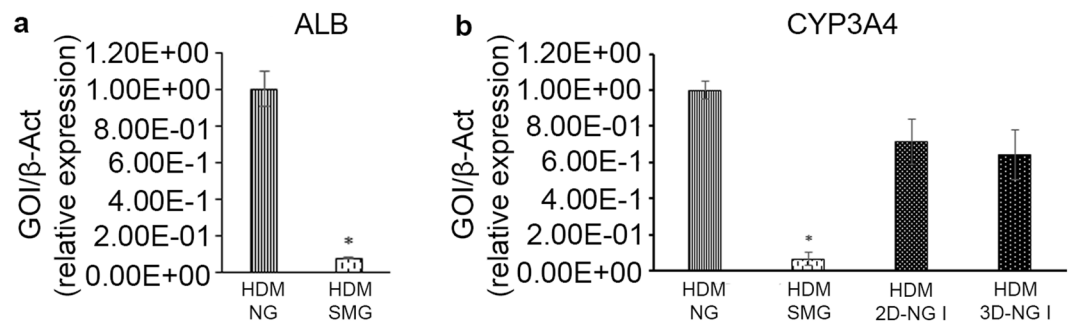 a
ALB
GOI/β-Act
(relative expression)
1.20E+00
1.00E+00
8.00E-01
6.00E-1
4.00E-1
2.00E-01
0.00E+00
*
HDM HDM
NG SMG
b
CYP3A4
GOI/β-Act
(relative expression)
1.20E+00
1.00E+00
8.00E-01
6.00E-1
4.00E-1
2.00E-01
0.00E+00
*
HDM HDM HDM HDM
NG SMG 2D-NG I 3D-NG I